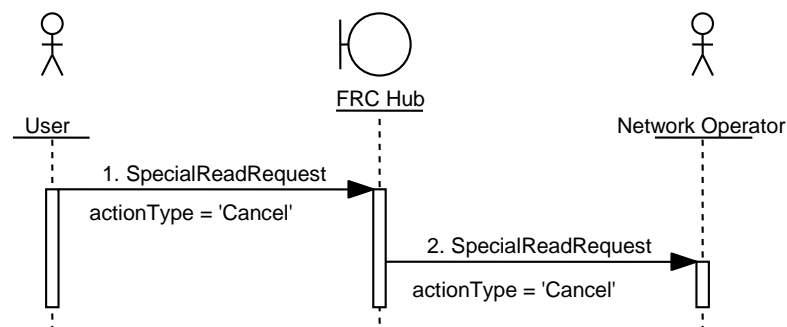 FRC Hub
User
Network Operator
1. SpecialReadRequest
actionType = 'Cancel'
2. SpecialReadRequest
actionType = 'Cancel'